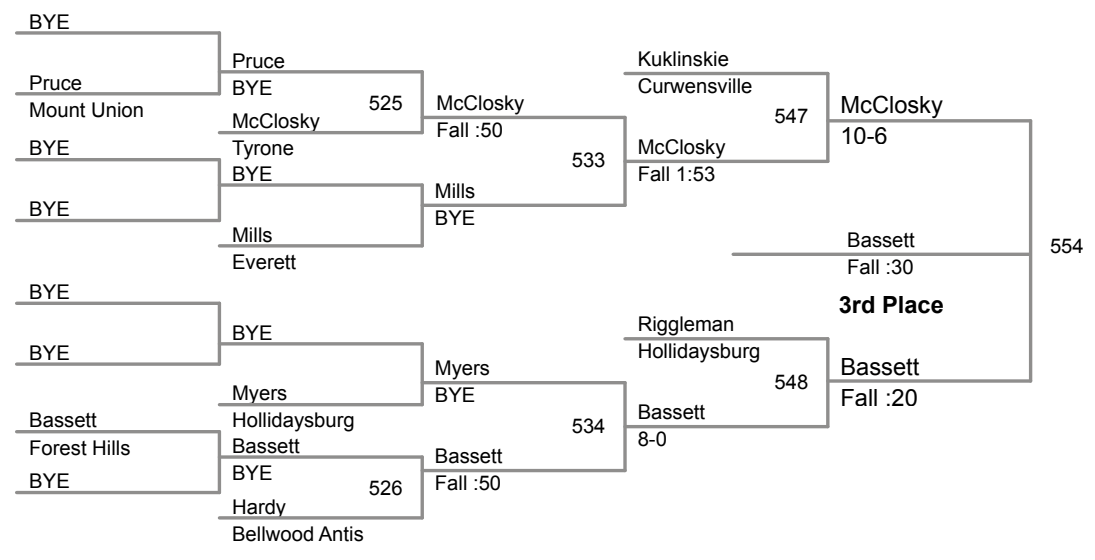 BYE
Pruce
Mount Union
BYE
BYE
BYE
BYE
Bassett
Forest Hills
BYE
Pruce
BYE
525
McClosky
Tyrone
BYE
Mills
Everett
BYE
Myers
Hollidaysburg
Bassett
BYE
526
Hardy
Bellwood Antis
McClosky
Fall :50
533
Mills
BYE
Myers
BYE
534
Bassett
Fall :50
Kuklinskie
Curwensville
547
McClosky
Fall 1:53
Riggleman
Hollidaysburg
548
Bassett
8-0
McClosky
10-6
Bassett
Fall :30
554
3rd Place
Bassett
Fall :20